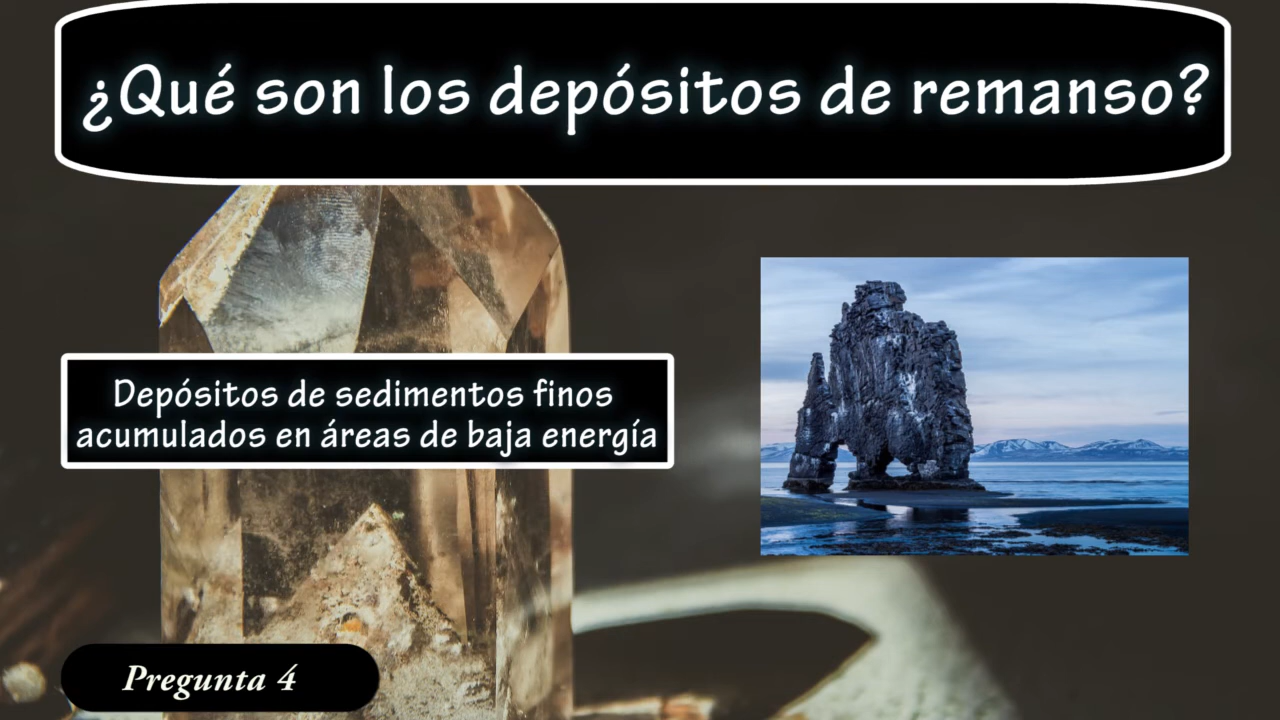 ¿Qué son los depósitos de remanso?
Depósitos de sedimentos finos
acumulados en áreas de baja energía
Pregunta 4